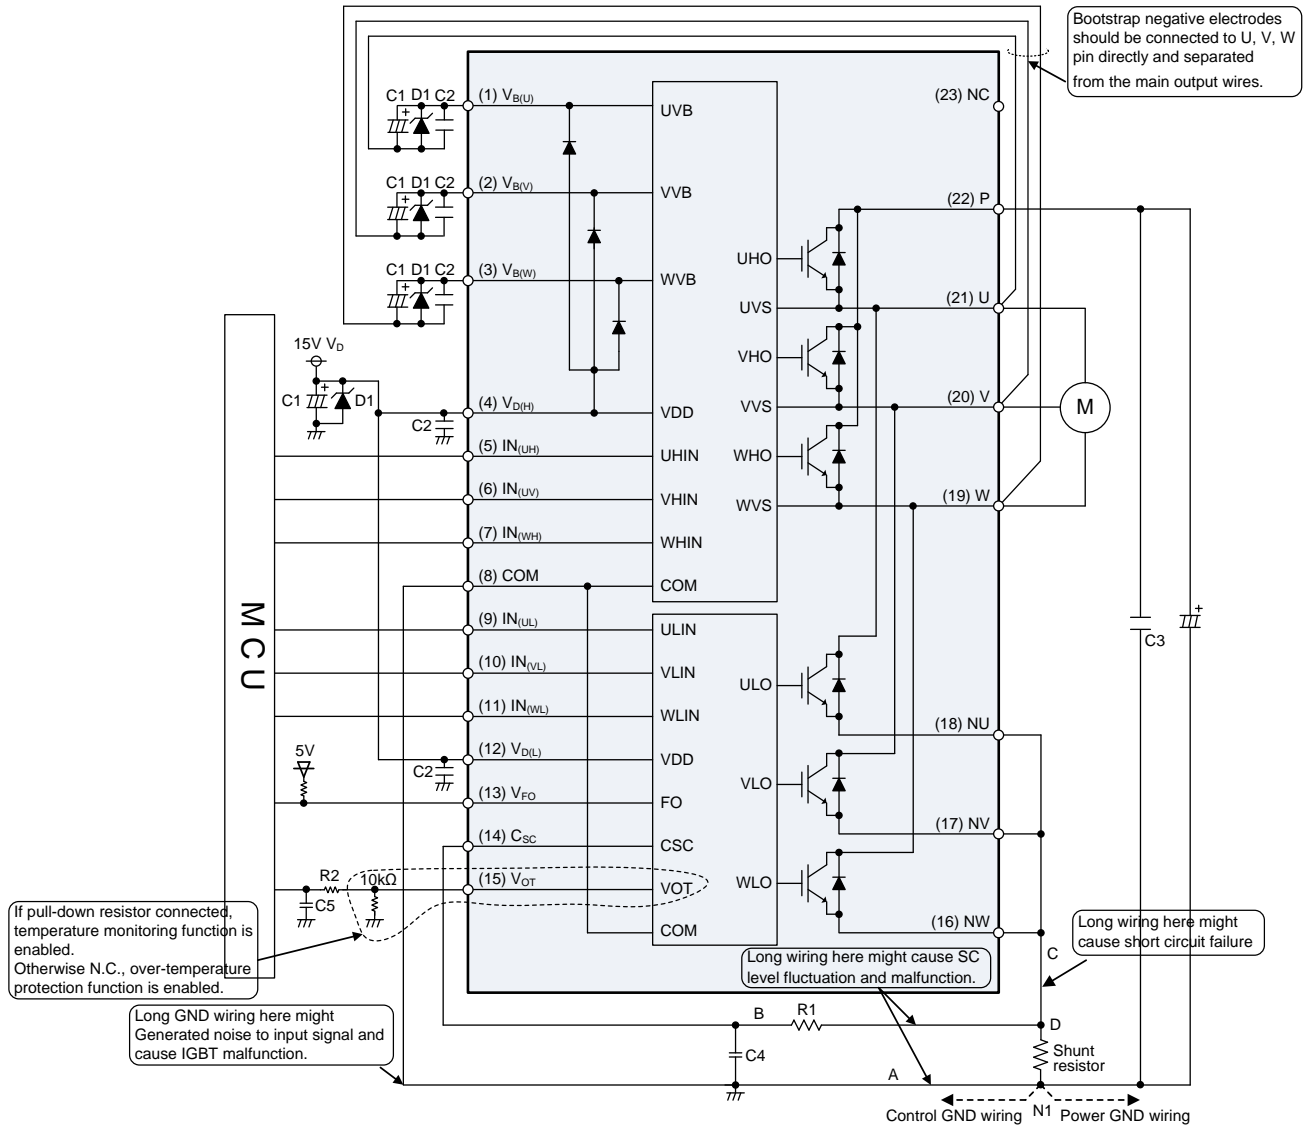 Bootstrap negative electrodes
should be connected to U, V, W
pin directly and separated
from the main output wires.
C1 D1 C2
+
(1) VB(U)
UVB
(23) NC
C1 D1 C2
+
(2) VB(V)
VVB
(22) P
C1 D1 C2
+
(3) VB(W)
WVB
UHO
UVS
(21) U
15V VD
VHO
C1
+
D1
C2
(4) VD(H)
VDD
VVS
(20) V
M
(5) IN(UH)
UHIN
WHO
(6) IN(UV)
VHIN
WVS
(19) W
(7) IN(WH)
WHIN
(8) COM
COM
MCU
(9) IN(UL)
ULIN
C3
+
(10) IN(VL)
VLIN
ULO
(11) IN(WL)
WLIN
(18) NU
5V
C2
(12) VD(L)
VDD
VLO
(13) VFO
FO
(17) NV
(14) CSC
CSC
R2
10kΩ
C5
(15) VOT
VOT
WLO
COM
(16) NW
If pull-down resistor connected,
temperature monitoring function is
enabled.
Otherwise N.C., over-temperature
protection function is enabled.
Long wiring here might
cause short circuit failure
C
Long wiring here might cause SC
level fluctuation and malfunction.
Long GND wiring here might
Generated noise to input signal and
cause IGBT malfunction.
B
R1
D
C4
Shunt
resistor
A
Control GND wiring
N1
Power GND wiring